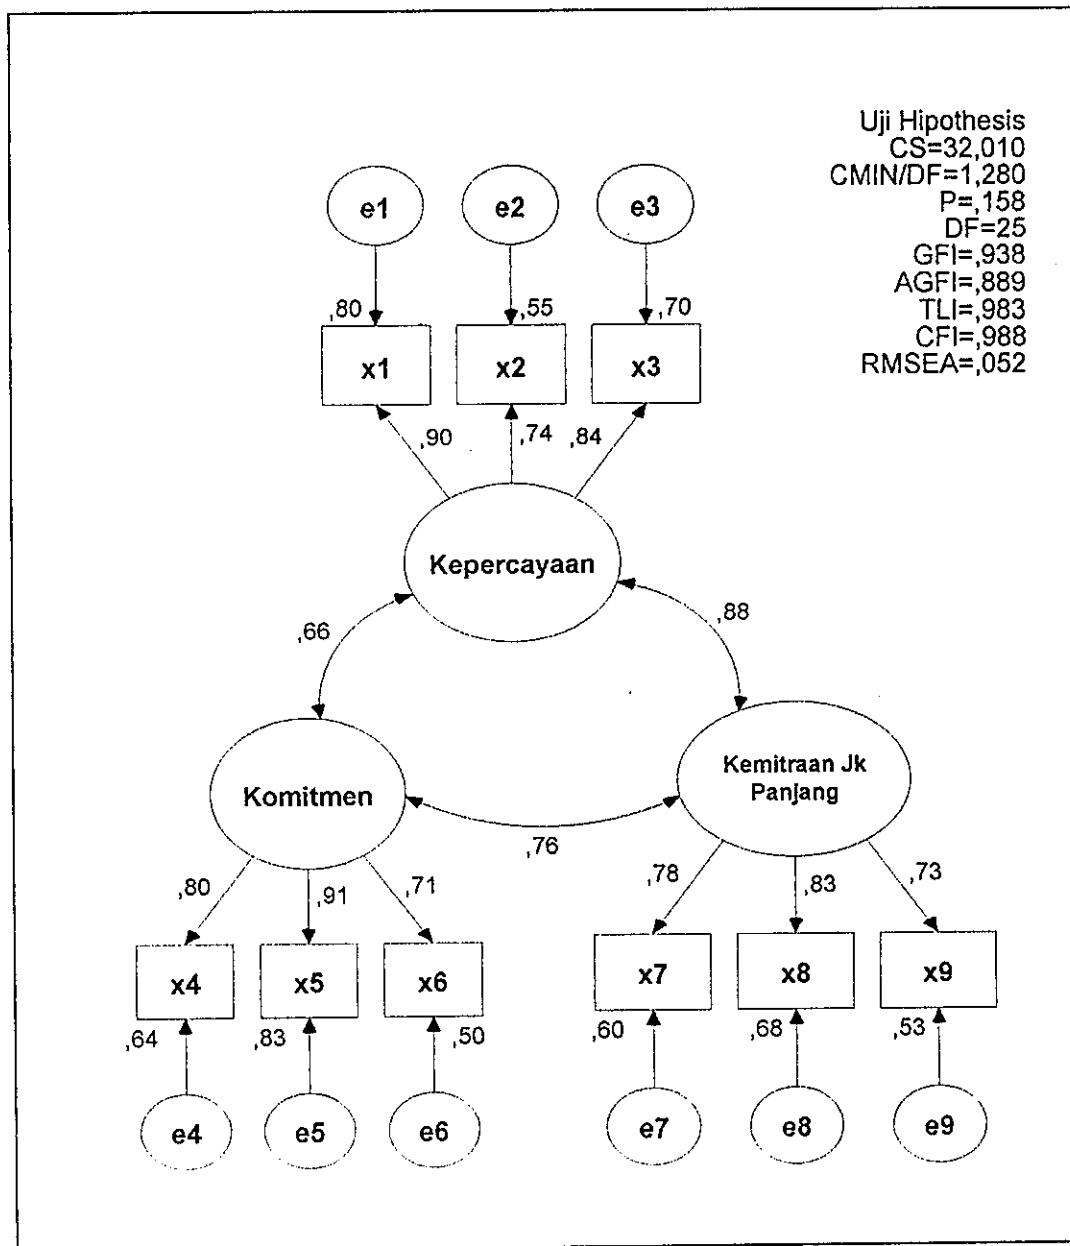 Uji Hipothesis
CS=32,010
CMIN/DF=1,280
P=,158
DF=25
GFI=,938
AGFI=,889
TLI=,983
CFI=,988
RMSEA=,052
e1 e2 e3
,80 ,55 ,70
x1 x2 x3
,90 ,74 ,84
Kepercayaan
,66 ,88
Komitmen
Kemitraan Jk
Panjang
,76
,80 ,91 ,71 ,78 ,83 ,73
x4 x5 x6 x7 x8 x9
,64 ,83 ,50 ,60 ,68 ,53
e4 e5 e6 e7 e8 e9